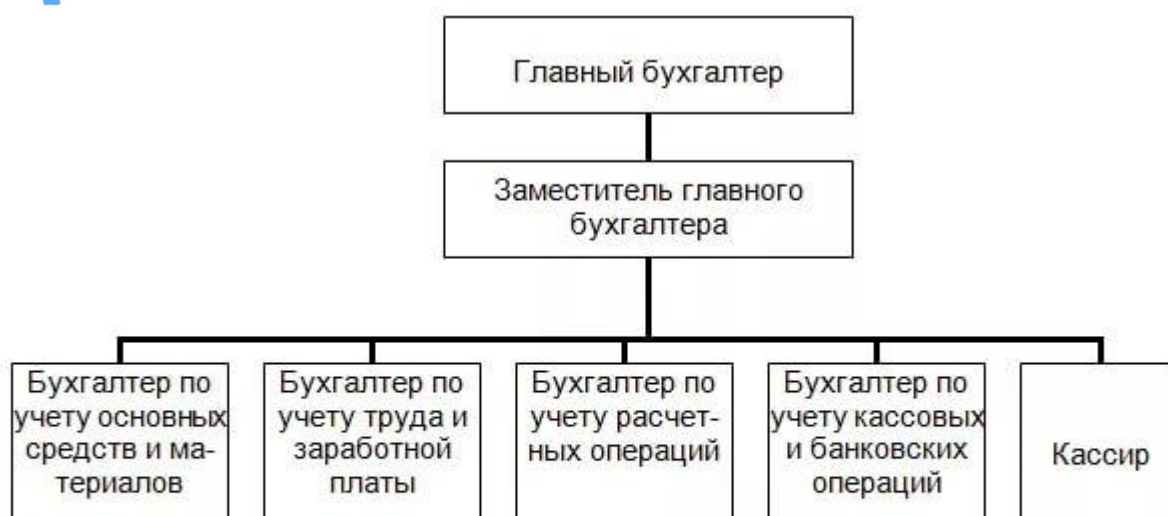 Главный бухгалтер
Заместитель главного
бухгалтера
Бухгалтер по
учету основных
средств и ма-
териалов
Бухгалтер по
учету труда и
заработной
платы
Бухгалтер по
учету расчет-
ных операций
Бухгалтер по
учету кассовых
и банковских
операций
Кассир